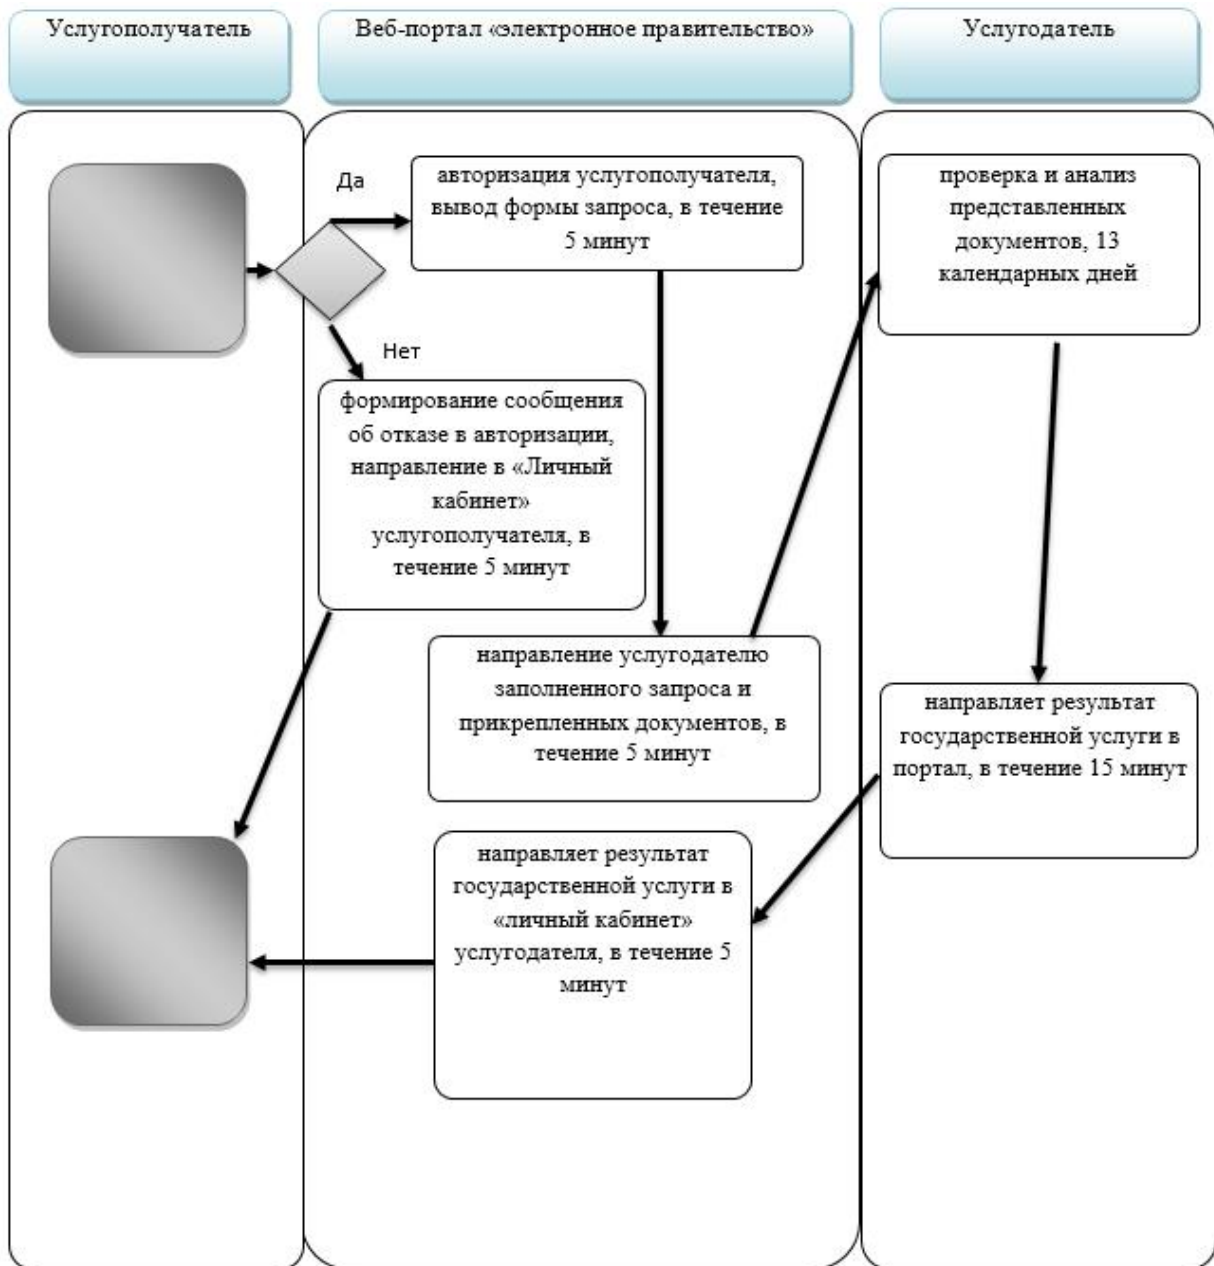 Услугополучатель
Веб-портал «электронное правительство»
Услугодатель
Да
авторизация услугополучателя,
вывод формы запроса, в течение
5 минут
проверка и анализ
представленных
документов, 13
календарных дней
Нет
формирование сообщения
об отказе в авторизации,
направление в «Личный
кабинет»
услугополучателя, в
течение 5 минут
направление услугодателю
заполненного запроса и
прикрепленных документов, в
течение 5 минут
направляет результат
государственной услуги в
портал, в течение 15 минут
направляет результат
государственной услуги в
«личный кабинет»
услугодателя, в течение 5
минут